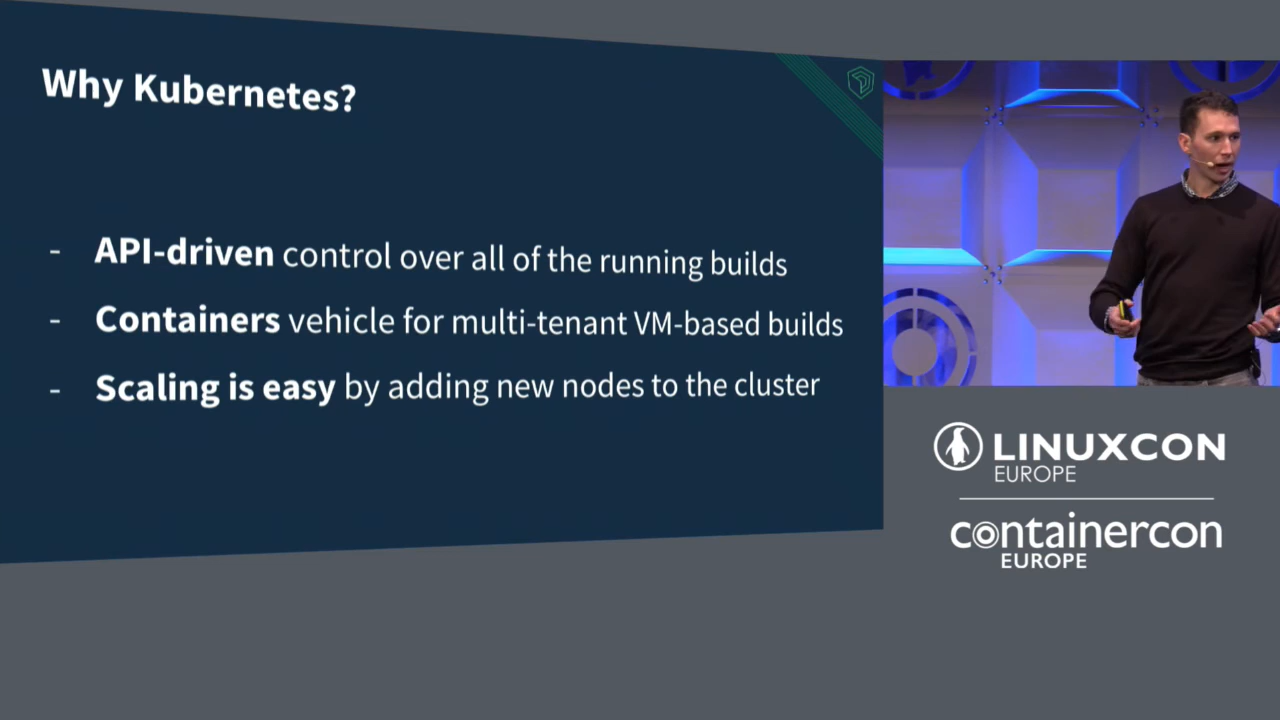 Why Kubernetes?
- API-driven control over all of the running builds
- Containers vehicle for multi-tenant VM-based builds
- Scaling is easy by adding new nodes to the cluster
LINUXCON
EUROPE
containercon
EUROPE